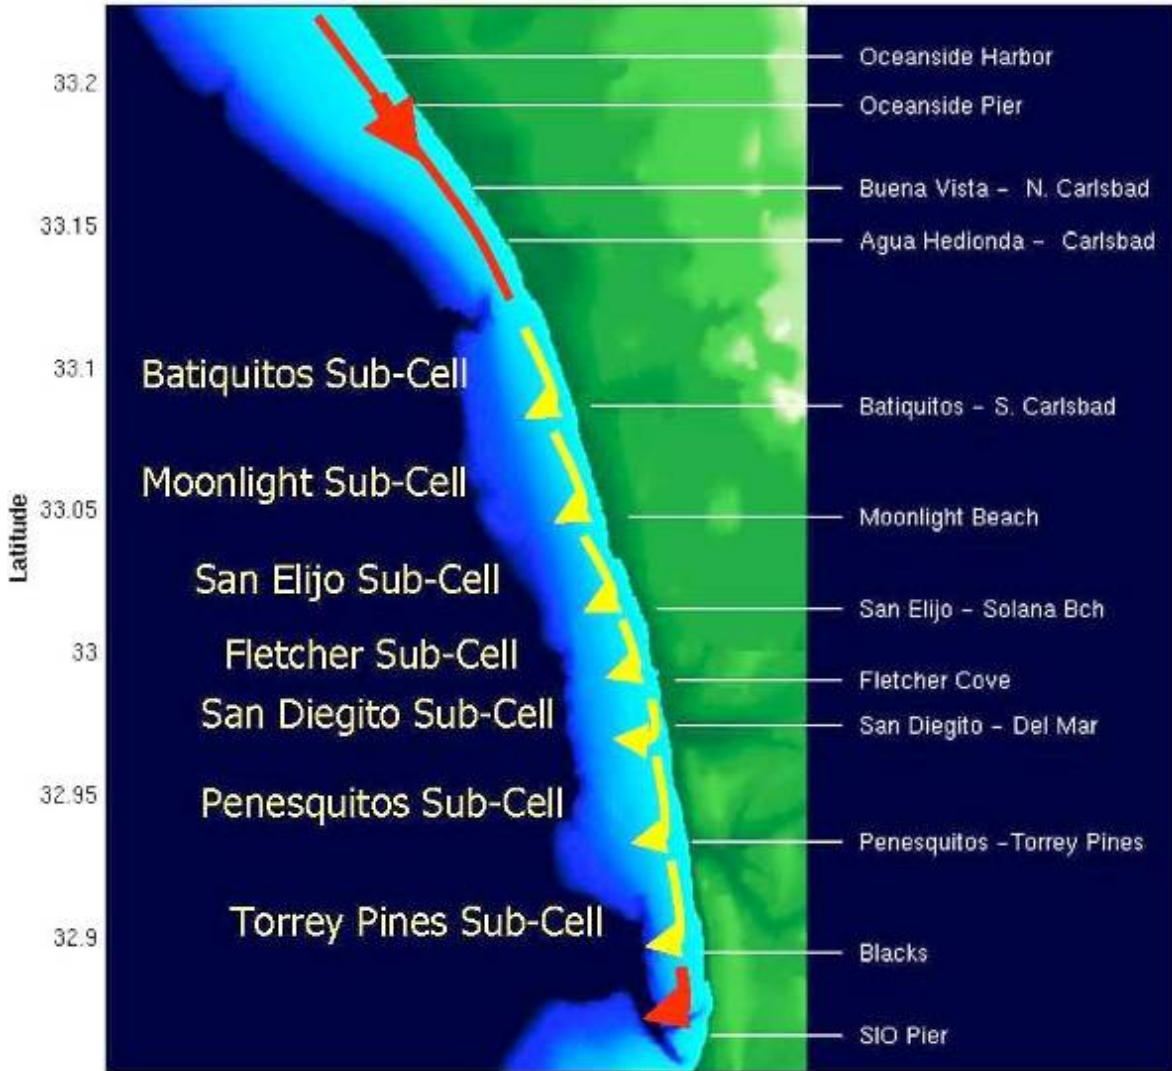 Oceanside Harbor
33.2
Oceanside Pier
Buena Vista - N. Carlsbad
33.15
Agua Hedionda - Carlsbad
33.1
Batiquitos Sub-Cell
Batiquitos - S. Carlsbad
Moonlight Sub-Cell
33.05
Moonlight Beach
Latitude
San Elijo Sub-Cell
San Elijo - Solana Bch
33
Fletcher Sub-Cell
Fletcher Cove
San Diegito Sub-Cell
San Diegito - Del Mar
32.95
Penesquitos Sub-Cell
Penesquitos -Torrey Pines
Torrey Pines Sub-Cell
32.9
Blacks
SIO Pier